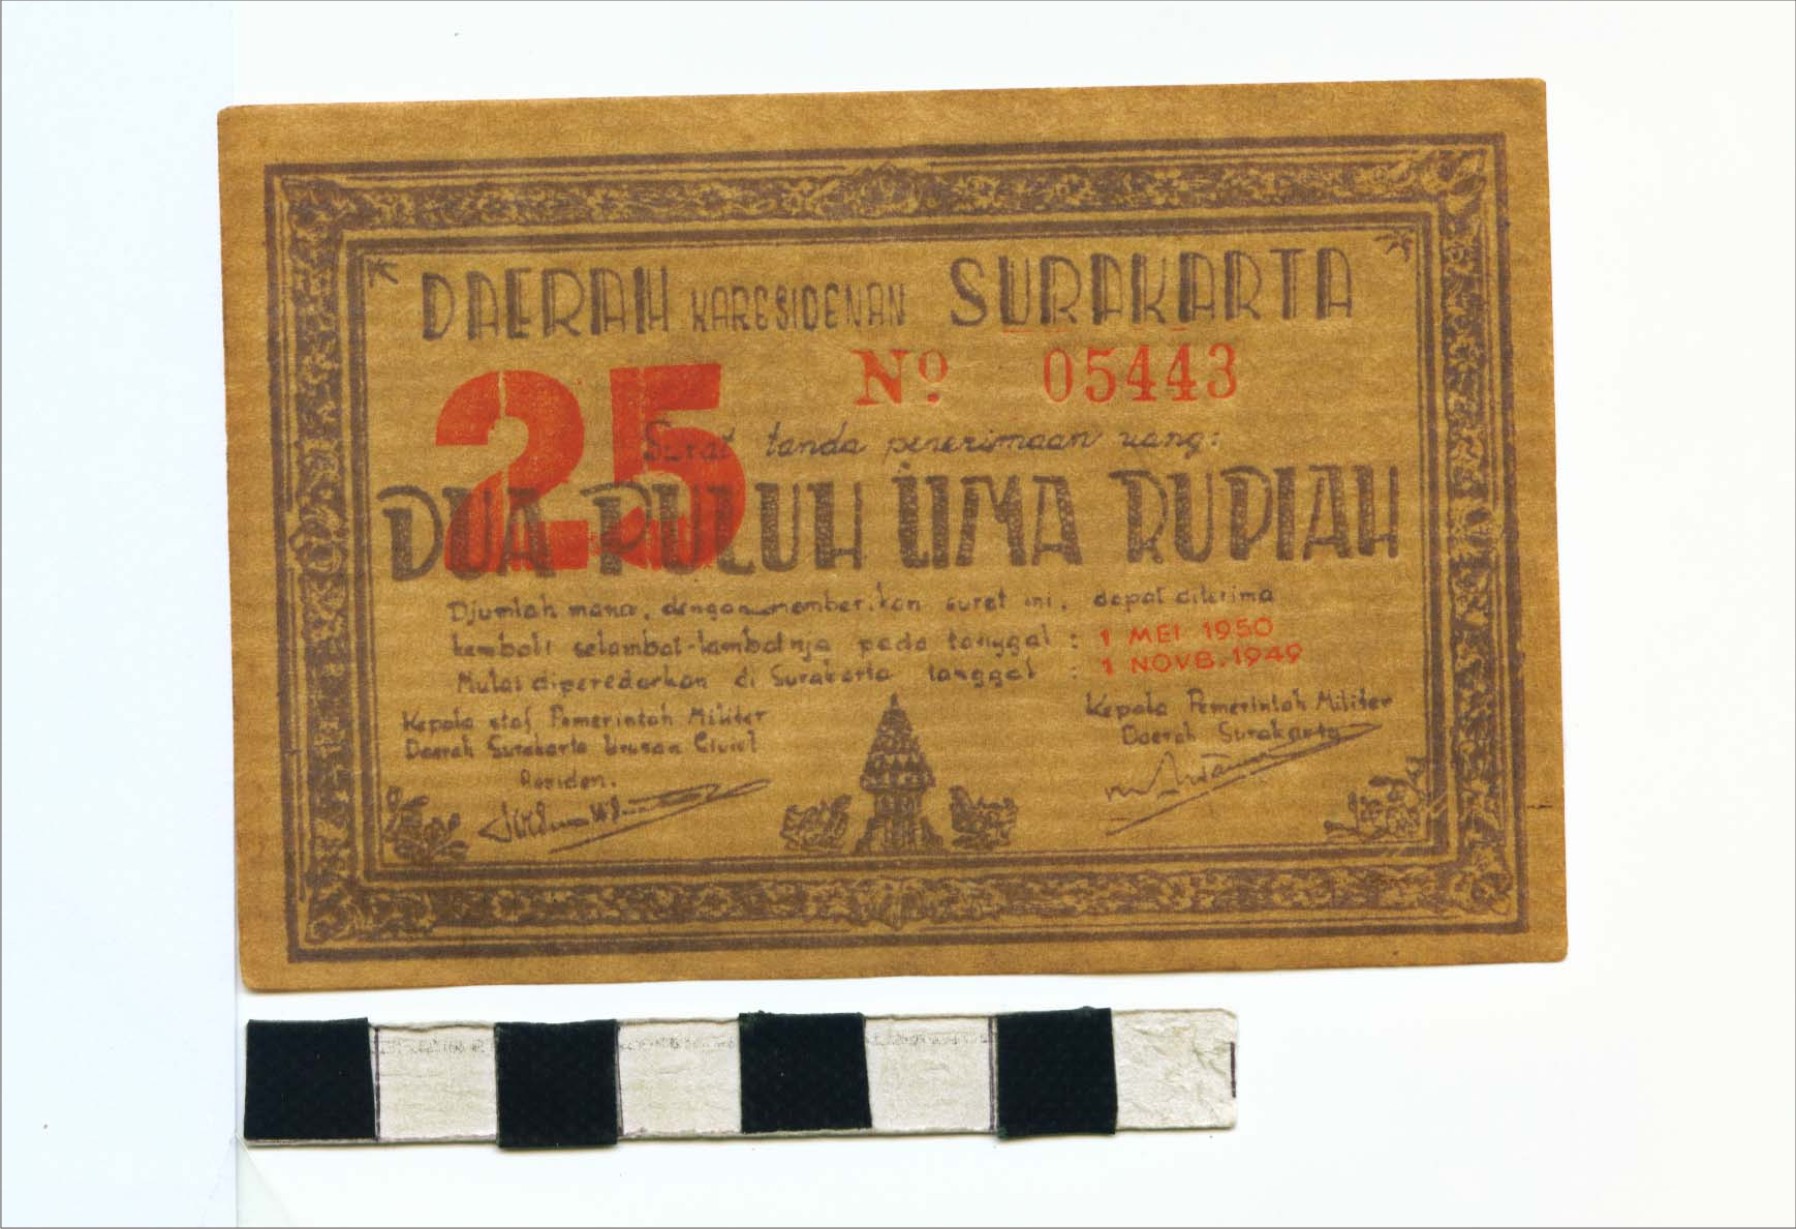 DAERAH KARESIDENAN SURAKARTA
25
No 05443
Surat tanda penerimaan uang:
DUA PULUH LIMA RUPIAH
Djumlah mana, dengan memberikan suret ini, dapat diterima
kembali selambat-lambatnja pada tanggal : 1 MEI 1950
Mulai diperedarkan di Surakarta tanggal : 1 NOVB. 1949
Kepala staf Pemerintah Militer
Daerah Surakarta Urusan Civiel
Residen.
Kepala Pemerintah Militer
Daerah Surakarta